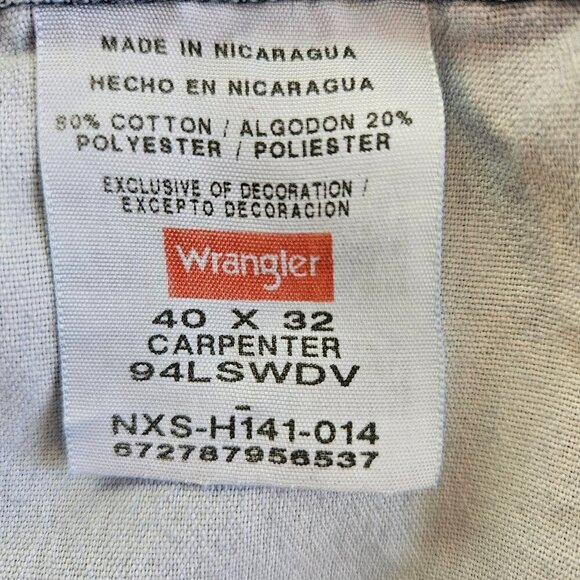 MADE IN NICARAGUA
HECHO EN NICARAGUA
80% COTTON / ALGODON 20%
POLYESTER / POLIESTER
EXCLUSIVE OF DECORATION /
EXCEPTO DECORACION
Wrangler
40 X 32
CARPENTER
94LSWDV
NXS-H141-014
672787958537